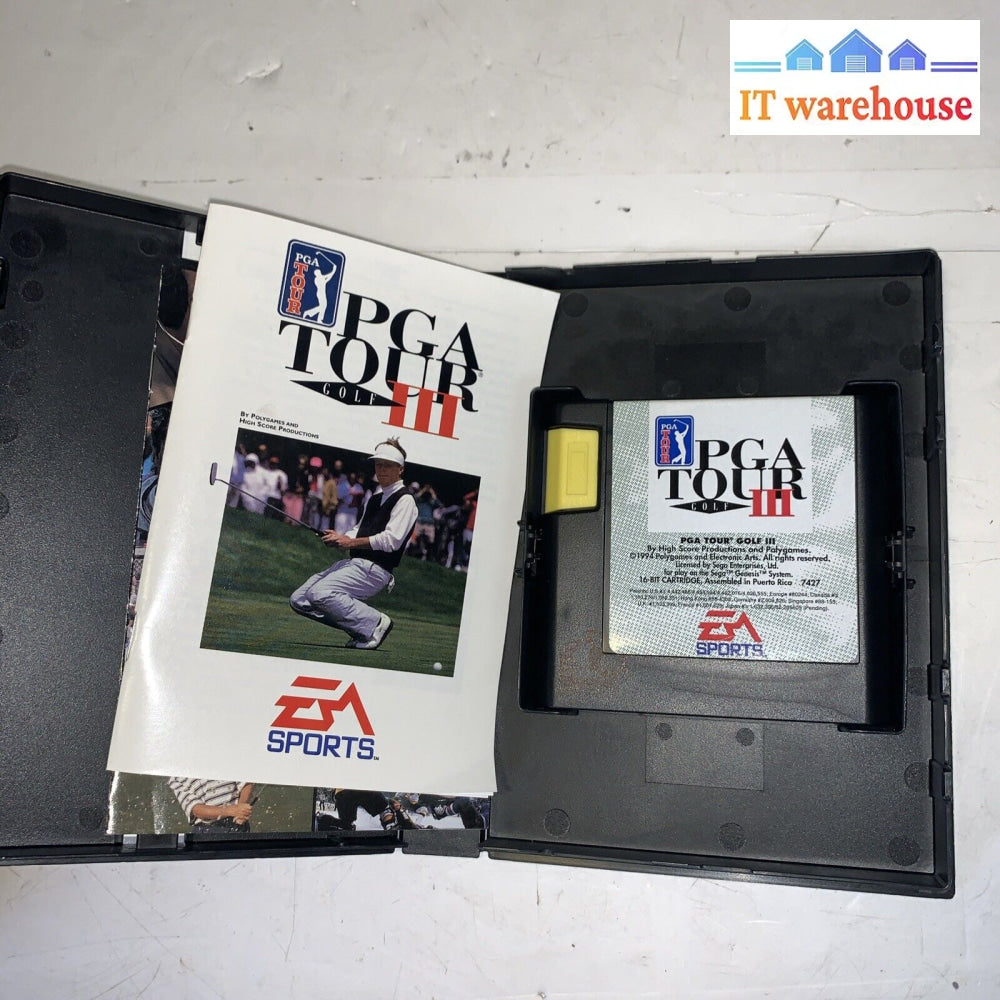 IT warehouse
PGA
TOUR
PGA
TOUR®
GOLF III
BY POLYGAMES AND
HIGH SCORE PRODUCTIONS
EA
SPORTS™
PGA
TOUR
PGA
TOUR
GOLF III
PGA TOUR® GOLF III
By High Score Productions and Polygames.
©1994 Polygames and Electronic Arts. All rights reserved.
Licensed by Sega Enterprises, Ltd.
for play on the Sega™ Genesis™ System.
16-BIT CARTRIDGE, Assembled in Puerto Rico 7427
EA
SPORTS